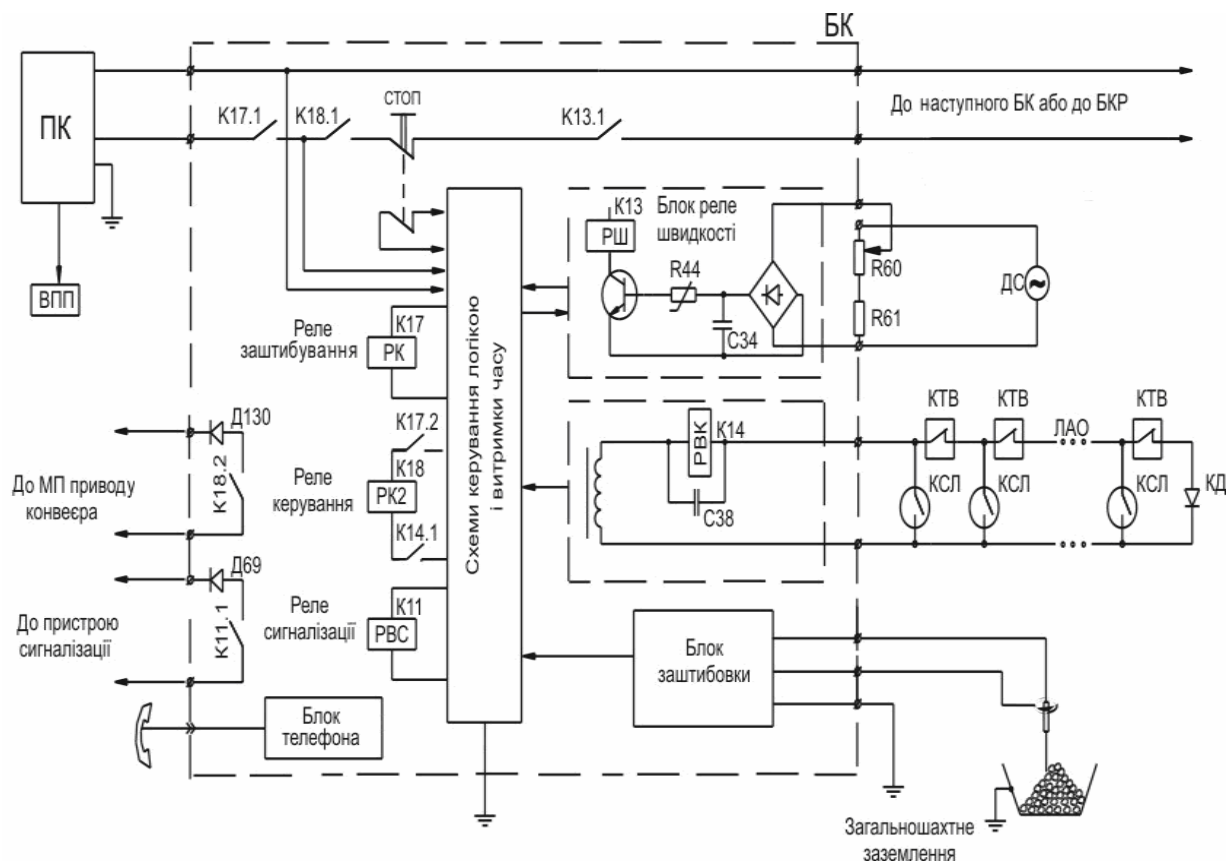 БК
ПК
К17.1
К18.1
СТОП
К13.1
До наступного БК або до БКР
ВПП
К13
РШ
Блок реле
швидкості
R44
С34
R60
R61
ДС
Схеми керування логікою
і витримки часу
Реле
заштибування
К17
РК
К17.2
Реле
керування
К18
РК2
К14.1
Реле
сигналізації
К11
РВС
Д130
К18.2
До МП приводу
конвеєра
Д69
К11.1
До пристрою
сигналізації
Блок
телефона
РВК
К14
С38
КТВ
КТВ
ЛАО
КТВ
КСЛ
КСЛ
КСЛ
КД
Блок
заштибовки
Загальношахтне
заземлення